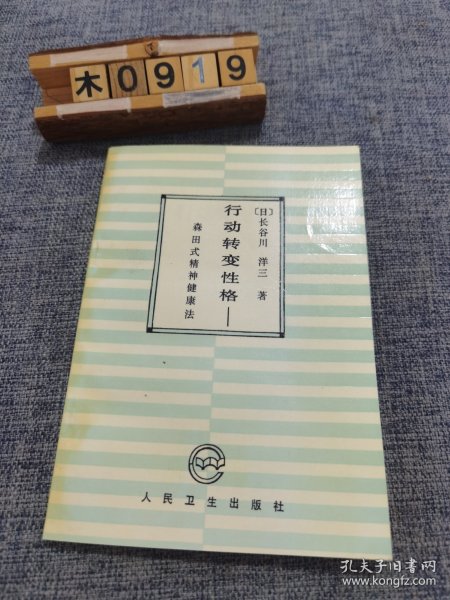 木0919
〔日〕长谷川 洋三 著
行动转变性格—
森田式精神健康法
人民卫生出版社
孔夫子旧书网
www.kongfz.com